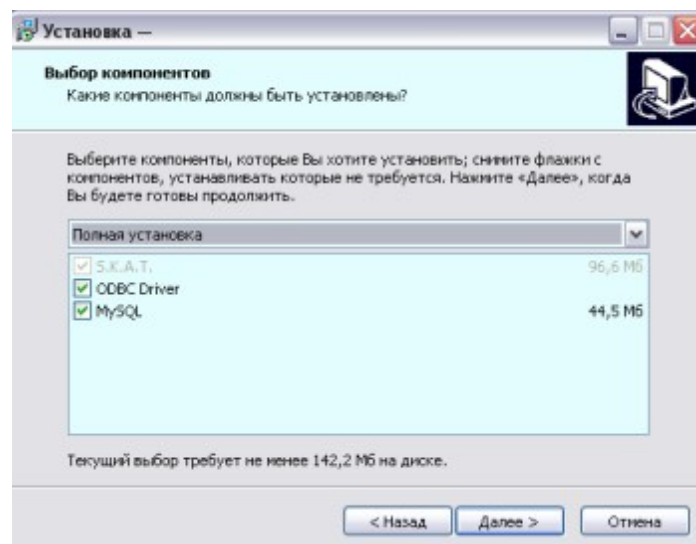 Установка —
Выбор компонентов
Какие компоненты должны быть установлены?
Выберите компоненты, которые Вы хотите установить; снимите флажки с
компонентов, устанавливать которые не требуется. Нажмите «Далее», когда
Вы будете готовы продолжить.
Полная установка
S.K.A.T. 96,6 Мб
ODBC Driver
MySQL 44,5 Мб
Текущий выбор требует не менее 142,2 Мб на диске.
< Назад Далее > Отмена